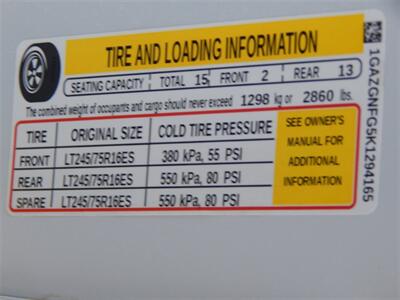 TIRE AND LOADING INFORMATION
SEATING CAPACITY TOTAL 15 FRONT 2 REAR 13
The combined weight of occupants and cargo should never exceed 1298 kg or 2860 lbs.
TIRE ORIGINAL SIZE COLD TIRE PRESSURE
FRONT LT245/75R16ES 380 kPa, 55 PSI
REAR LT245/75R16ES 550 kPa, 80 PSI
SPARE LT245/75R16ES 550 kPa, 80 PSI
SEE OWNER'S
MANUAL FOR
ADDITIONAL
INFORMATION
1GAZGNFG5K1294165